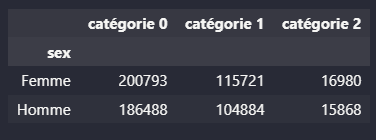 catégorie 0 catégorie 1 catégorie 2
sex
Femme 200793 115721 16980
Homme 186488 104884 15868